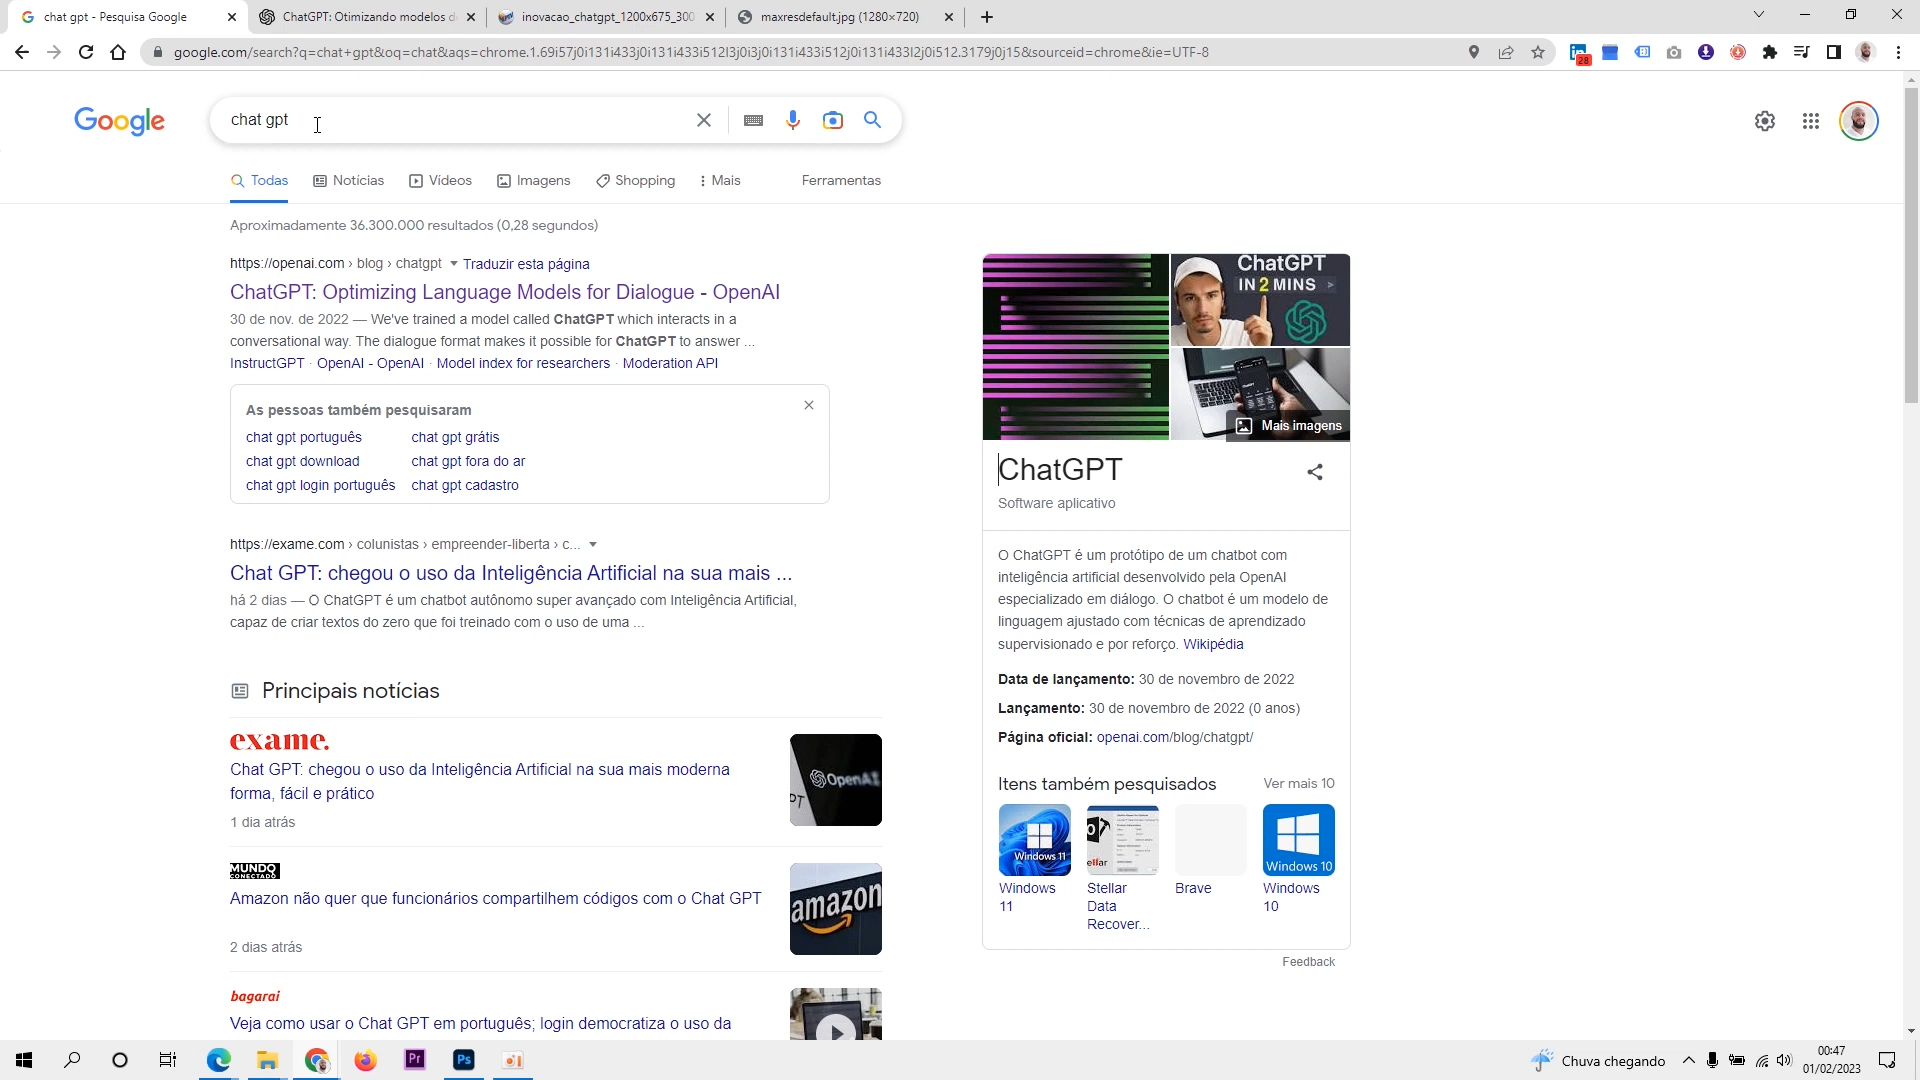 chat gpt - Pesquisa Google
ChatGPT: Otimizando modelos d
inovacao_chatgpt_1200x675_300
maxresdefault.jpg (1280×720)
google.com/search?q=chat+gpt&oq=chat&aqs=chrome.1.69i57j0i131i433j0i131i433i512l3j0i3j0i131i433i512j0i131i433l2j0i512.3179j0j15&sourceid=chrome&ie=UTF-8
28
Google
chat gpt
Todas
Notícias
Vídeos
Imagens
Shopping
Mais
Ferramentas
Aproximadamente 36.300.000 resultados (0,28 segundos)
https://openai.com › blog › chatgpt
Traduzir esta página
ChatGPT: Optimizing Language Models for Dialogue - OpenAI
30 de nov. de 2022 — We've trained a model called ChatGPT which interacts in a
conversational way. The dialogue format makes it possible for ChatGPT to answer ...
InstructGPT · OpenAI - OpenAI · Model index for researchers · Moderation API
As pessoas também pesquisaram
chat gpt português
chat gpt grátis
chat gpt download
chat gpt fora do ar
chat gpt login português
chat gpt cadastro
https://exame.com › colunistas › empreender-liberta › c...
Chat GPT: chegou o uso da Inteligência Artificial na sua mais ...
há 2 dias — O ChatGPT é um chatbot autônomo super avançado com Inteligência Artificial,
capaz de criar textos do zero que foi treinado com o uso de uma ...
Principais notícias
exame.
Chat GPT: chegou o uso da Inteligência Artificial na sua mais moderna
forma, fácil e prático
1 dia atrás
OpenAI
PT
MUNDO
CONECTADO
Amazon não quer que funcionários compartilhem códigos com o Chat GPT
2 dias atrás
amazon
bagarai
Veja como usar o Chat GPT em português; login democratiza o uso da
ChatGPT
IN 2 MINS >
Mais imagens
ChatGPT
Software aplicativo
O ChatGPT é um protótipo de um chatbot com
inteligência artificial desenvolvido pela OpenAI
especializado em diálogo. O chatbot é um modelo de
linguagem ajustado com técnicas de aprendizado
supervisionado e por reforço. Wikipédia
Data de lançamento: 30 de novembro de 2022
Lançamento: 30 de novembro de 2022 (0 anos)
Página oficial: openai.com/blog/chatgpt/
Itens também pesquisados
Ver mais 10
Windows 11
ellar
Windows 10
Windows
11
Stellar
Data
Recover...
Brave
Windows
10
Feedback
Pr
Ps
Chuva chegando
00:47
01/02/2023